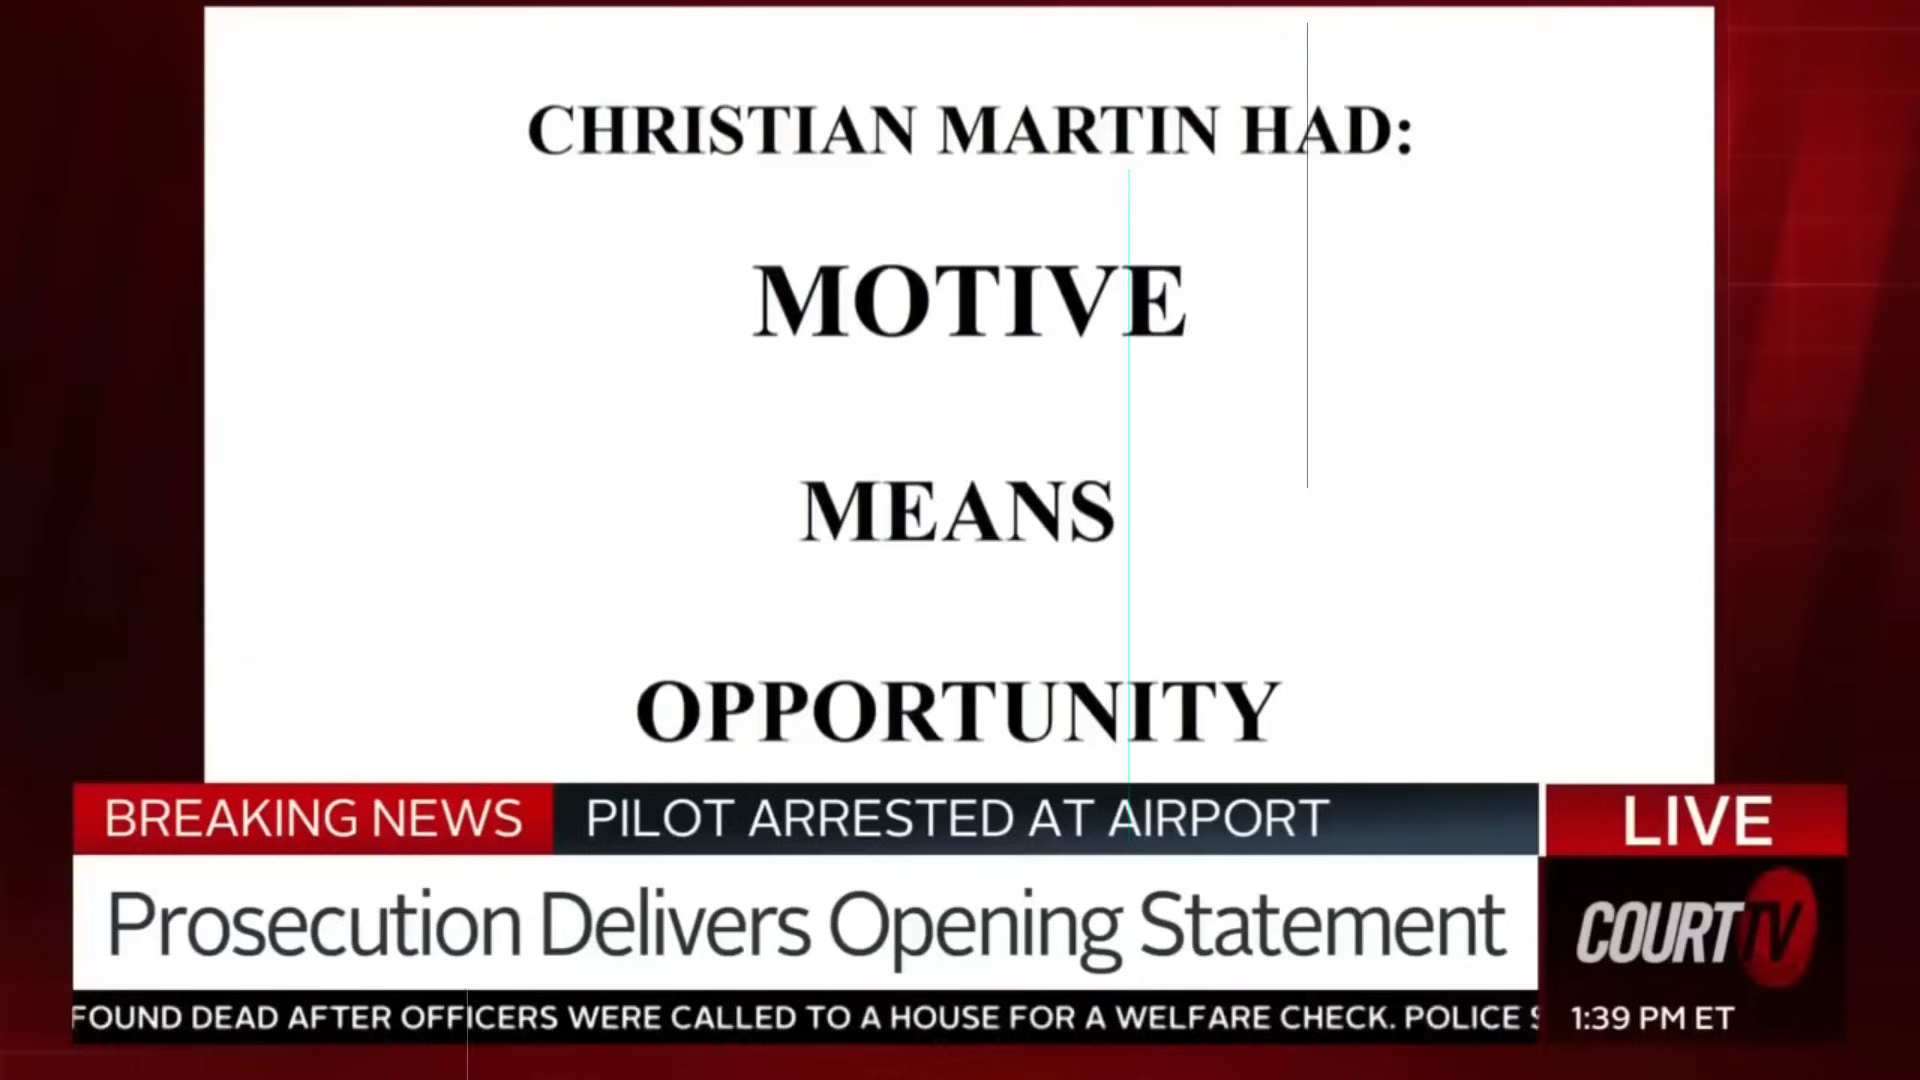 CHRISTIAN MARTIN HAD:
MOTIVE
MEANS
OPPORTUNITY
BREAKING NEWS PILOT ARRESTED AT AIRPORT LIVE
Prosecution Delivers Opening Statement
COURT TV
FOUND DEAD AFTER OFFICERS WERE CALLED TO A HOUSE FOR A WELFARE CHECK. POLICE
1:39 PM ET